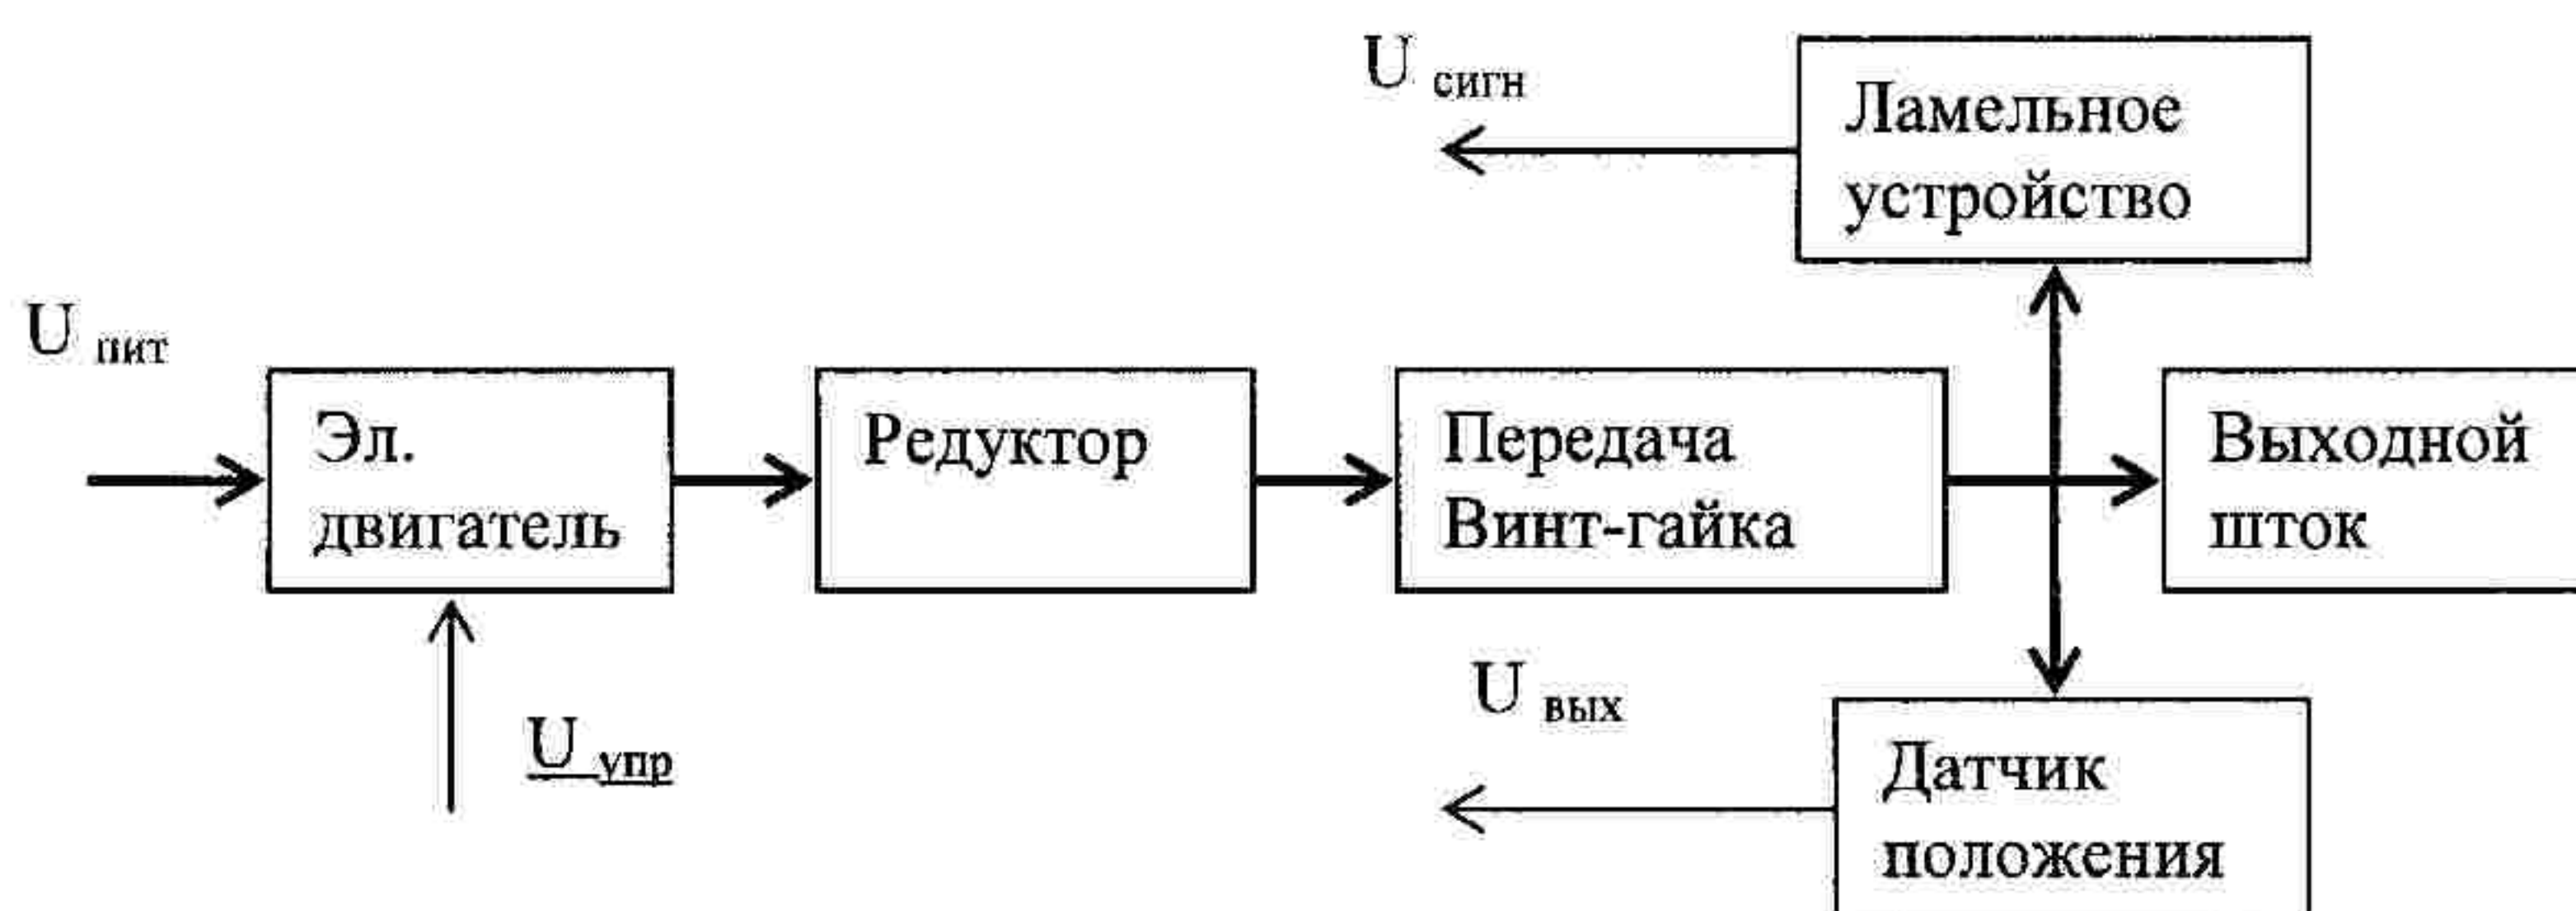 U сигн
Ламельное
устройство
U пит
Эл.
двигатель
Редуктор
Передача
Винт-гайка
Выходной
шток
U упр
U вых
Датчик
положения